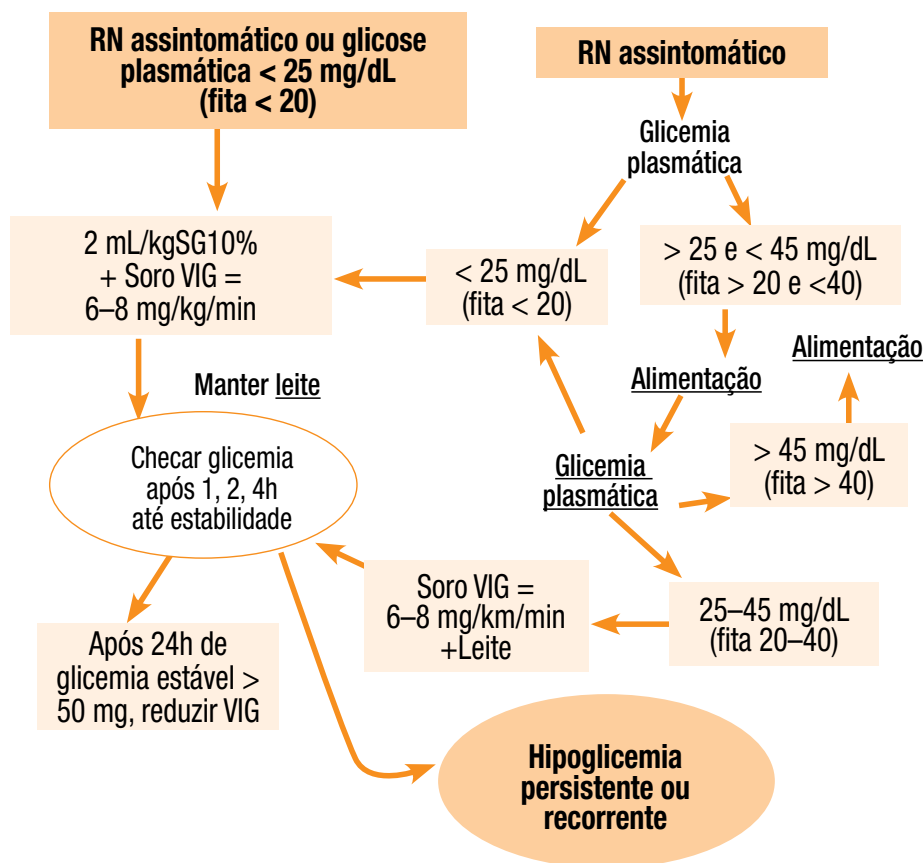 RN assintomático ou glicose
plasmática < 25 mg/dL
(fita < 20)
RN assintomático
Glicemia
plasmática
2 mL/kgSG10%
+ Soro VIG =
6–8 mg/kg/min
< 25 mg/dL
(fita < 20)
> 25 e < 45 mg/dL
(fita > 20 e <40)
Manter leite
Alimentação
Alimentação
Checar glicemia
após 1, 2, 4h
até estabilidade
Glicemia
plasmática
> 45 mg/dL
(fita > 40)
Soro VIG =
6–8 mg/km/min
+Leite
25–45 mg/dL
(fita 20–40)
Após 24h de
glicemia estável >
50 mg, reduzir VIG
Hipoglicemia
persistente ou
recorrente